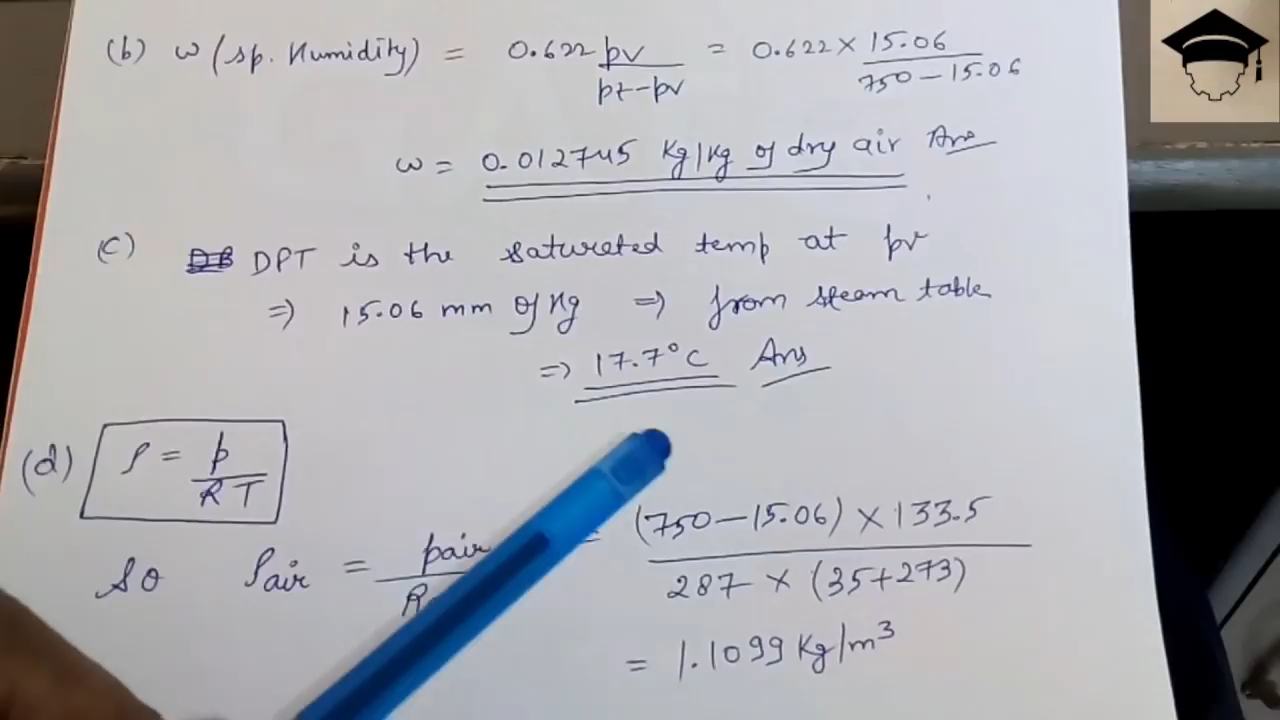 (b) ω (sp. Humidity) = 0.622 pv / pt-pv = 0.622 × 15.06 / 750 - 15.06
ω = 0.012745 Kg/Kg of dry air Ans
(c) DPT is the saturated temp at pv
⇒ 15.06 mm of Hg ⇒ from steam table
⇒ 17.7°C Ans
(d) ρ = p / RT
So ρair = pair / R = (750-15.06) × 133.5 / 287 × (35+273)
= 1.1099 Kg/m³